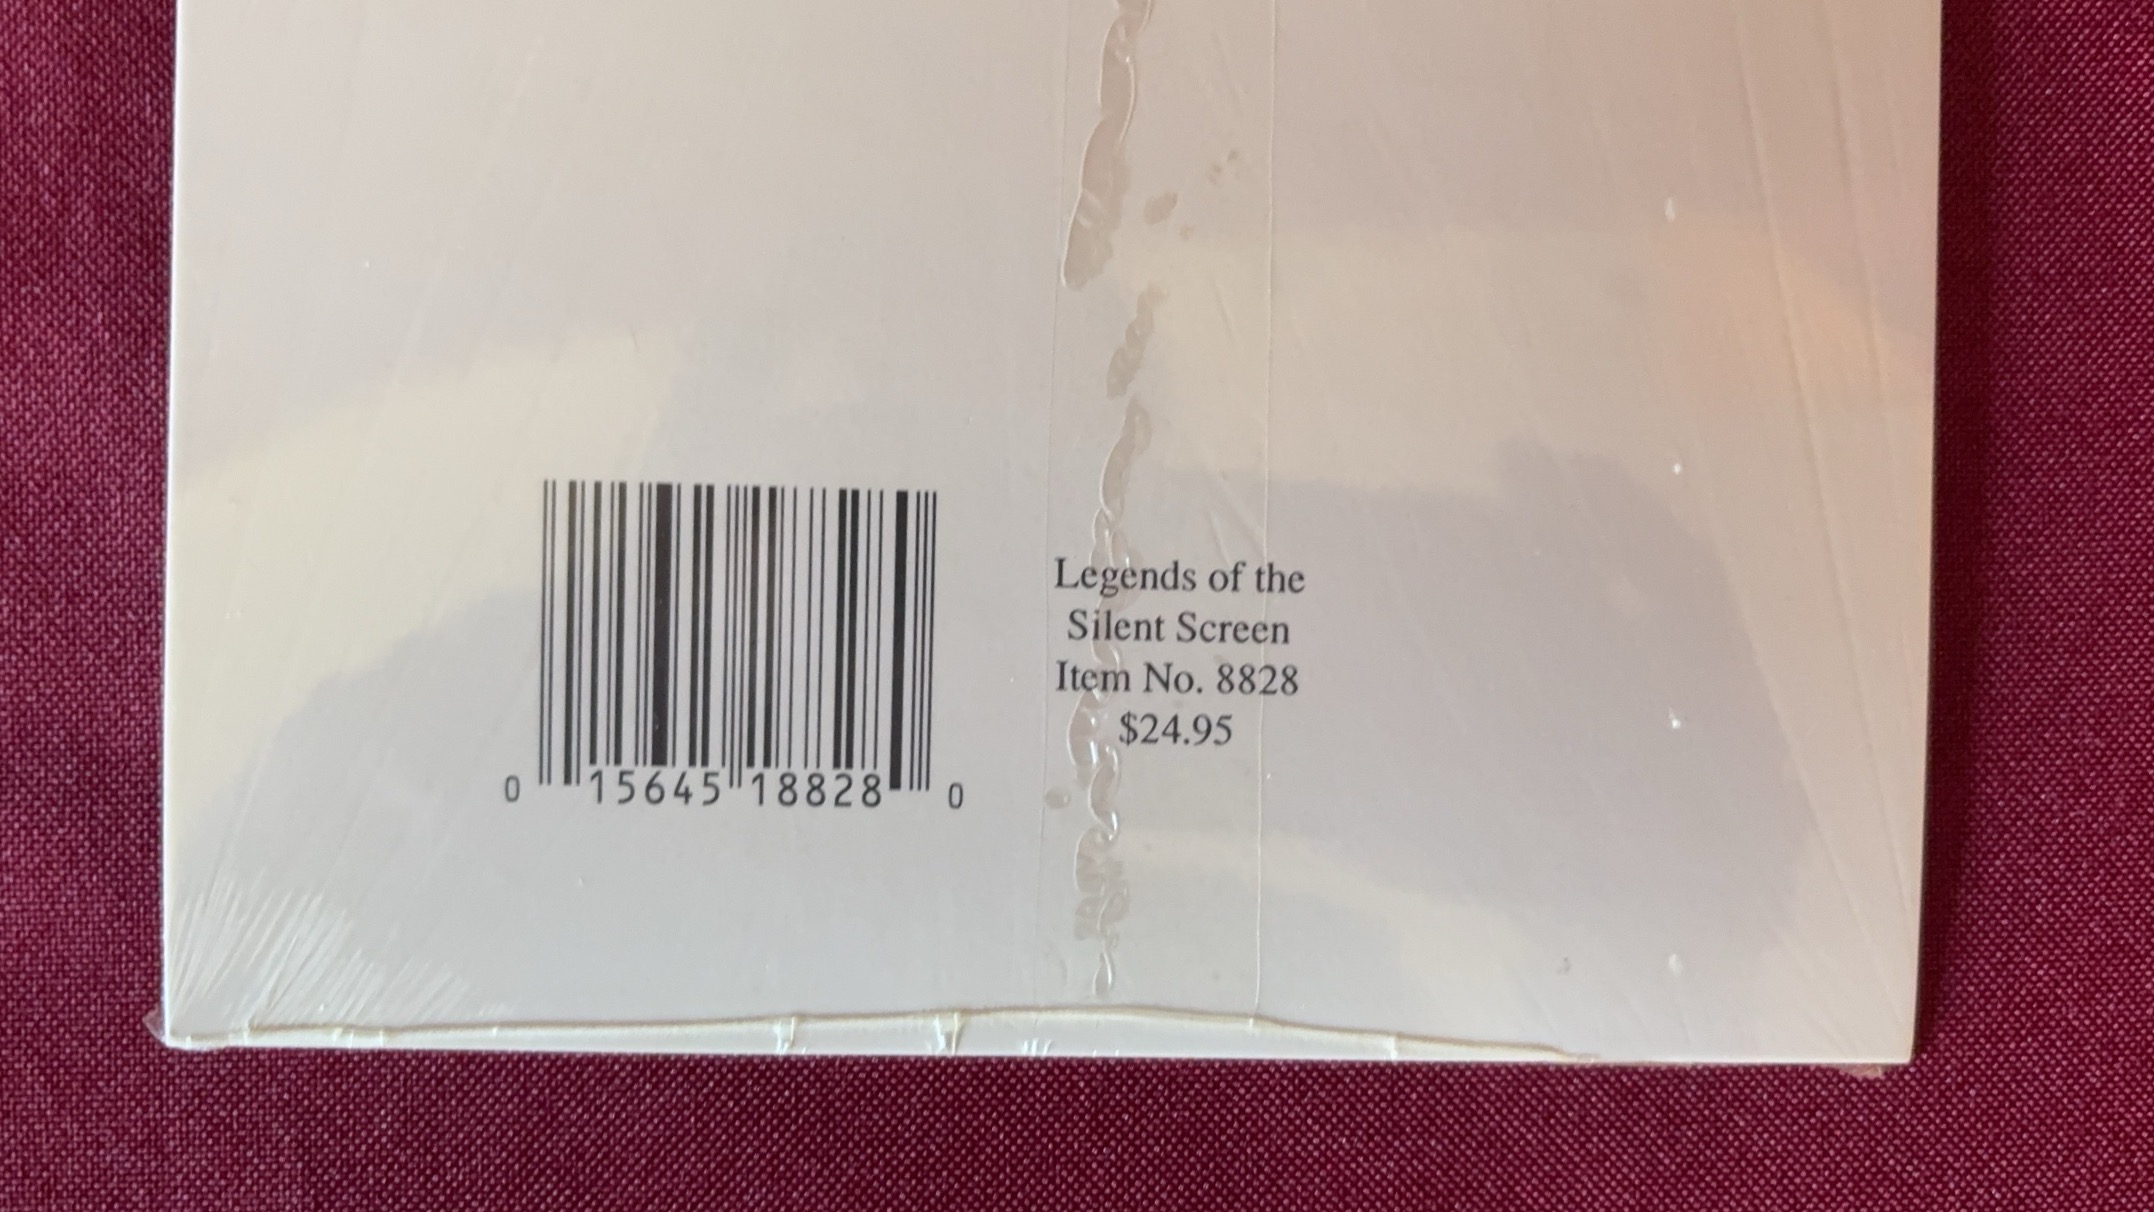 0 15645 18828 0
Legends of the
Silent Screen
Item No. 8828
$24.95